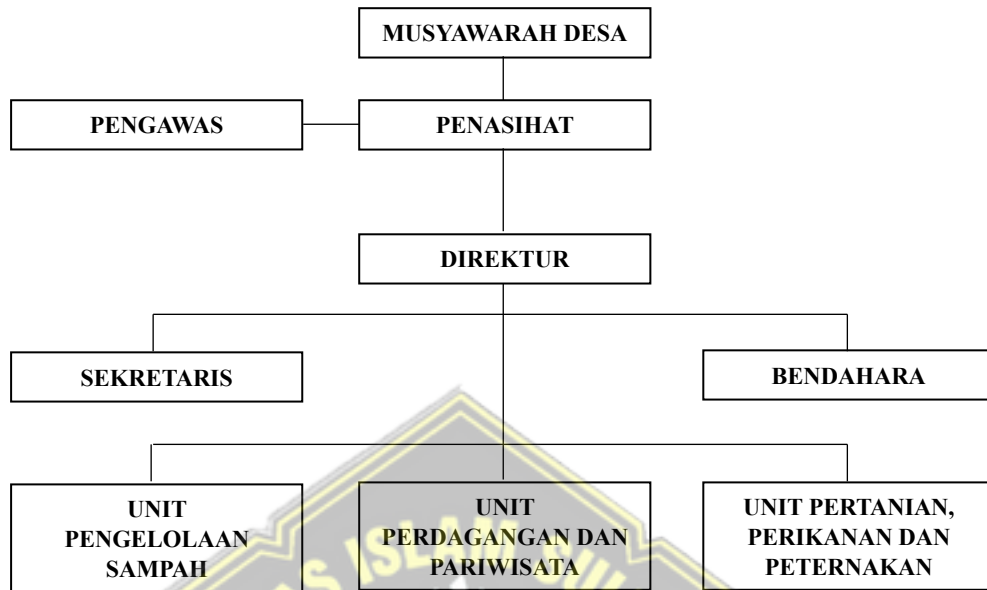 MUSYAWARAH DESA
PENGAWAS
PENASIHAT
DIREKTUR
SEKRETARIS
BENDAHARA
UNIT
PENGELOLAAN
SAMPAH
UNIT
PERDAGANGAN DAN
PARIWISATA
UNIT PERTANIAN,
PERIKANAN DAN
PETERNAKAN
ISLAM